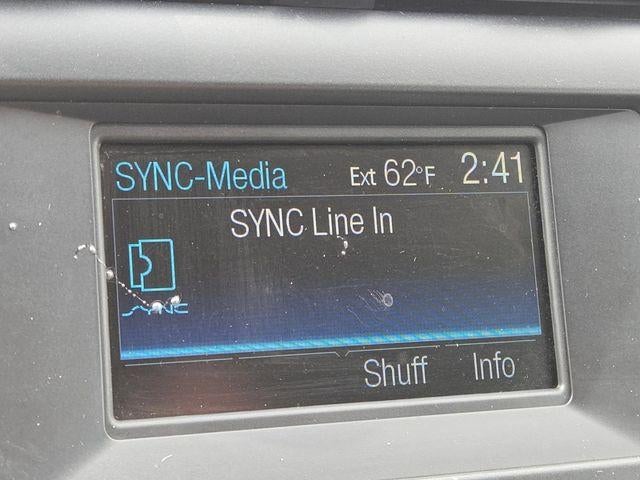 SYNC-Media Ext 62°F 2:41
SYNC Line In
SYNC
Shuff Info